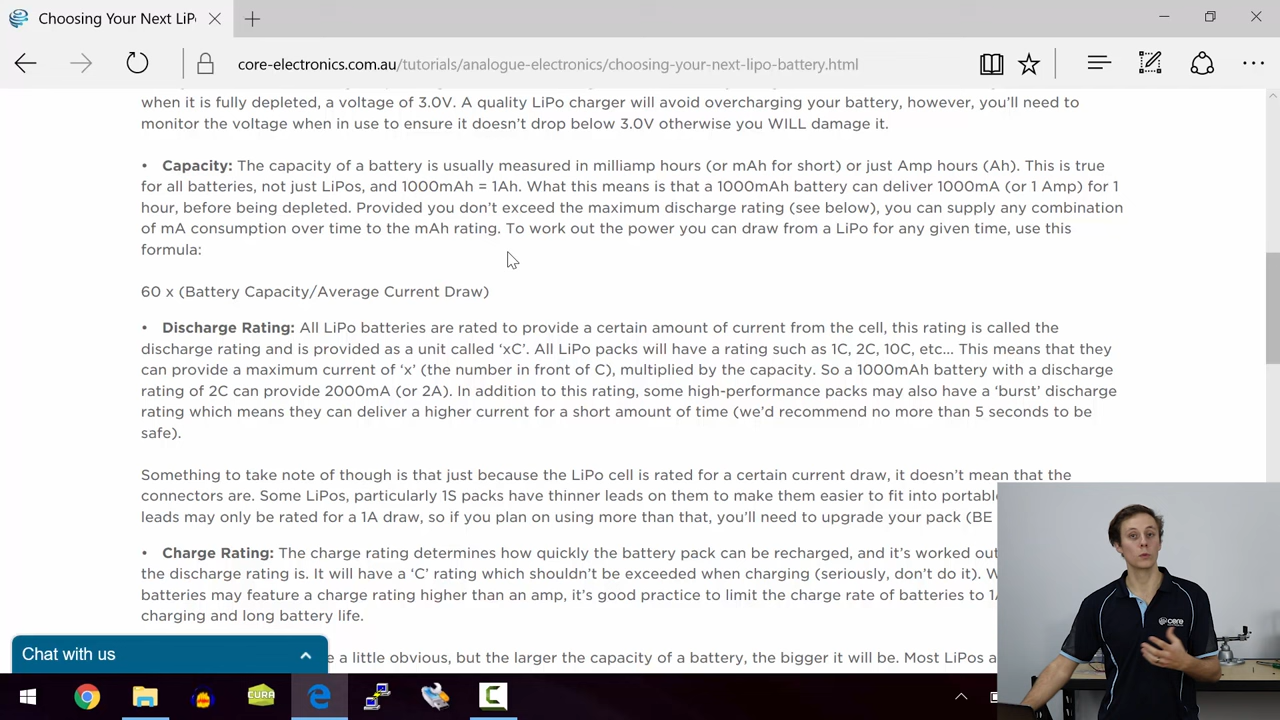 Choosing Your Next LiP
core-electronics.com.au/tutorials/analogue-electronics/choosing-your-next-lipo-battery.html
when it is fully depleted, a voltage of 3.0V. A quality LiPo charger will avoid overcharging your battery, however, you'll need to
monitor the voltage when in use to ensure it doesn't drop below 3.0V otherwise you WILL damage it.
• Capacity: The capacity of a battery is usually measured in milliamp hours (or mAh for short) or just Amp hours (Ah). This is true
for all batteries, not just LiPos, and 1000mAh = 1Ah. What this means is that a 1000mAh battery can deliver 1000mA (or 1 Amp) for 1
hour, before being depleted. Provided you don't exceed the maximum discharge rating (see below), you can supply any combination
of mA consumption over time to the mAh rating. To work out the power you can draw from a LiPo for any given time, use this
formula:
60 x (Battery Capacity/Average Current Draw)
• Discharge Rating: All LiPo batteries are rated to provide a certain amount of current from the cell, this rating is called the
discharge rating and is provided as a unit called 'xC'. All LiPo packs will have a rating such as 1C, 2C, 10C, etc... This means that they
can provide a maximum current of 'x' (the number in front of C), multiplied by the capacity. So a 1000mAh battery with a discharge
rating of 2C can provide 2000mA (or 2A). In addition to this rating, some high-performance packs may also have a 'burst' discharge
rating which means they can deliver a higher current for a short amount of time (we'd recommend no more than 5 seconds to be
safe).
Something to take note of though is that just because the LiPo cell is rated for a certain current draw, it doesn't mean that the
connectors are. Some LiPos, particularly 1S packs have thinner leads on them to make them easier to fit into portab
leads may only be rated for a 1A draw, so if you plan on using more than that, you'll need to upgrade your pack (BE
• Charge Rating: The charge rating determines how quickly the battery pack can be recharged, and it's worked out
the discharge rating is. It will have a 'C' rating which shouldn't be exceeded when charging (seriously, don't do it). W
batteries may feature a charge rating higher than an amp, it's good practice to limit the charge rate of batteries to 1
charging and long battery life.
Chat with us
e a little obvious, but the larger the capacity of a battery, the bigger it will be. Most LiPos a
CURA
core